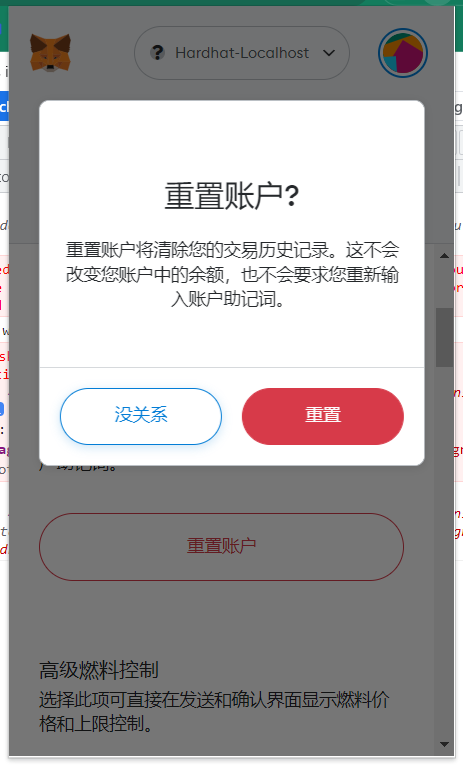 Hardhat-Localhost
重置账户?
重置账户将清除您的交易历史记录。这不会
改变您账户中的余额，也不会要求您重新输
入账户助记词。
没关系
重置
户助记词。
重置账户
高级燃料控制
选择此项可直接在发送和确认界面显示燃料价
格和上限控制。